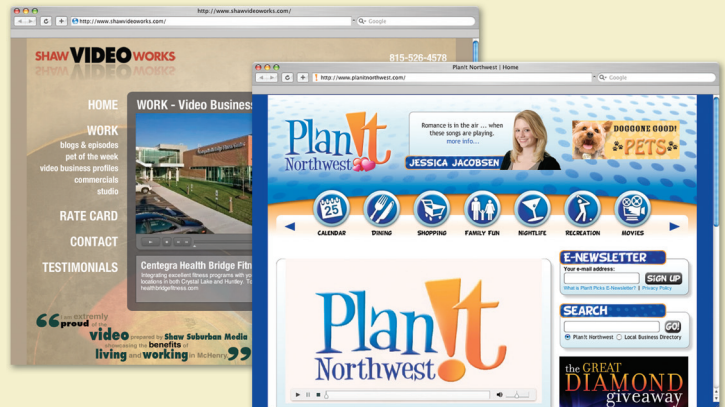 http://www.shawvideoworks.com/
http://www.shawvideoworks.com/
Google
SHAW VIDEO WORKS
815-526-4578
HOME
WORK
blogs & episodes
pet of the week
video business profiles
commercials
studio
RATE CARD
CONTACT
TESTIMONIALS
WORK - Video Business
Centegra Health Bridge Fitn
Integrating excellent fitness programs with yo
locations in both Crystal Lake and Huntley. To
healthbridgefitness.com
“I am extremly
proud of the
video prepared by Shaw Suburban Media
showcasing the benefits of
living and working in McHenry.”
Plan!t Northwest | Home
http://www.planitnorthwest.com/
Google
Plan!t
Northwest
Romance is in the air ... when
these songs are playing.
more info...
JESSICA JACOBSEN
DOGGONE GOOD!
PETS
25
CALENDAR
DINING
SHOPPING
FAMILY FUN
NIGHTLIFE
RECREATION
MOVIES
Plan!t
Northwest
E-NEWSLETTER
Your e-mail address:
SIGN UP
What is Plan!t Picks E-Newsletter? | Privacy Policy
SEARCH
GO!
Plan!t Northwest
Local Business Directory
the GREAT
DIAMOND
giveaway